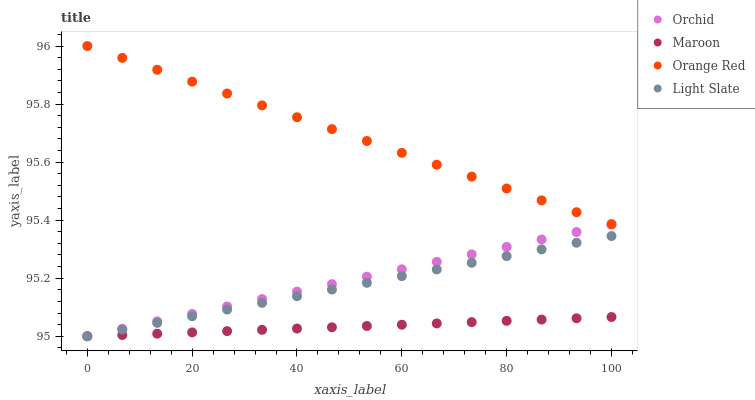 title
Orchid
Maroon
Orange Red
Light Slate
yaxis_label
96
95.8
95.6
95.4
95.2
95
0 20 40 60 80 100
xaxis_label